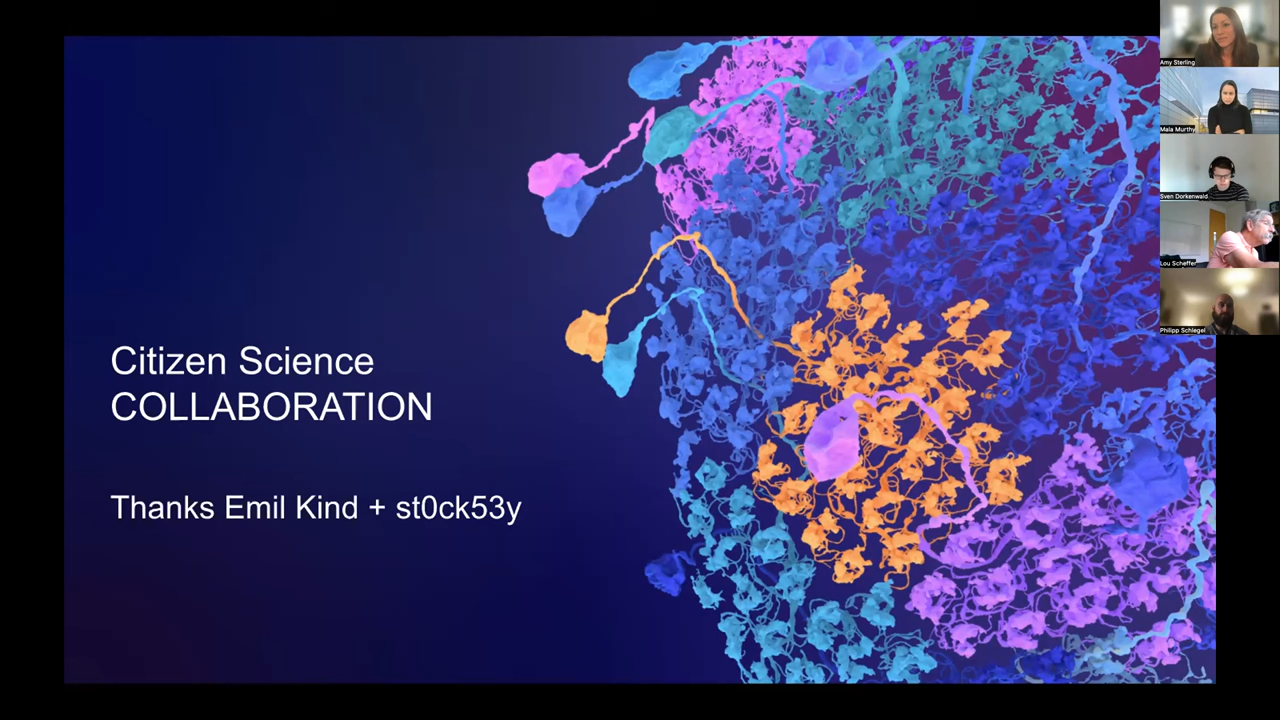 Citizen Science
COLLABORATION
Thanks Emil Kind + st0ck53y
Amy Sterling
Mala Murthy
Sven Dorkenwald
Lou Scheffer
Philipp Schlegel